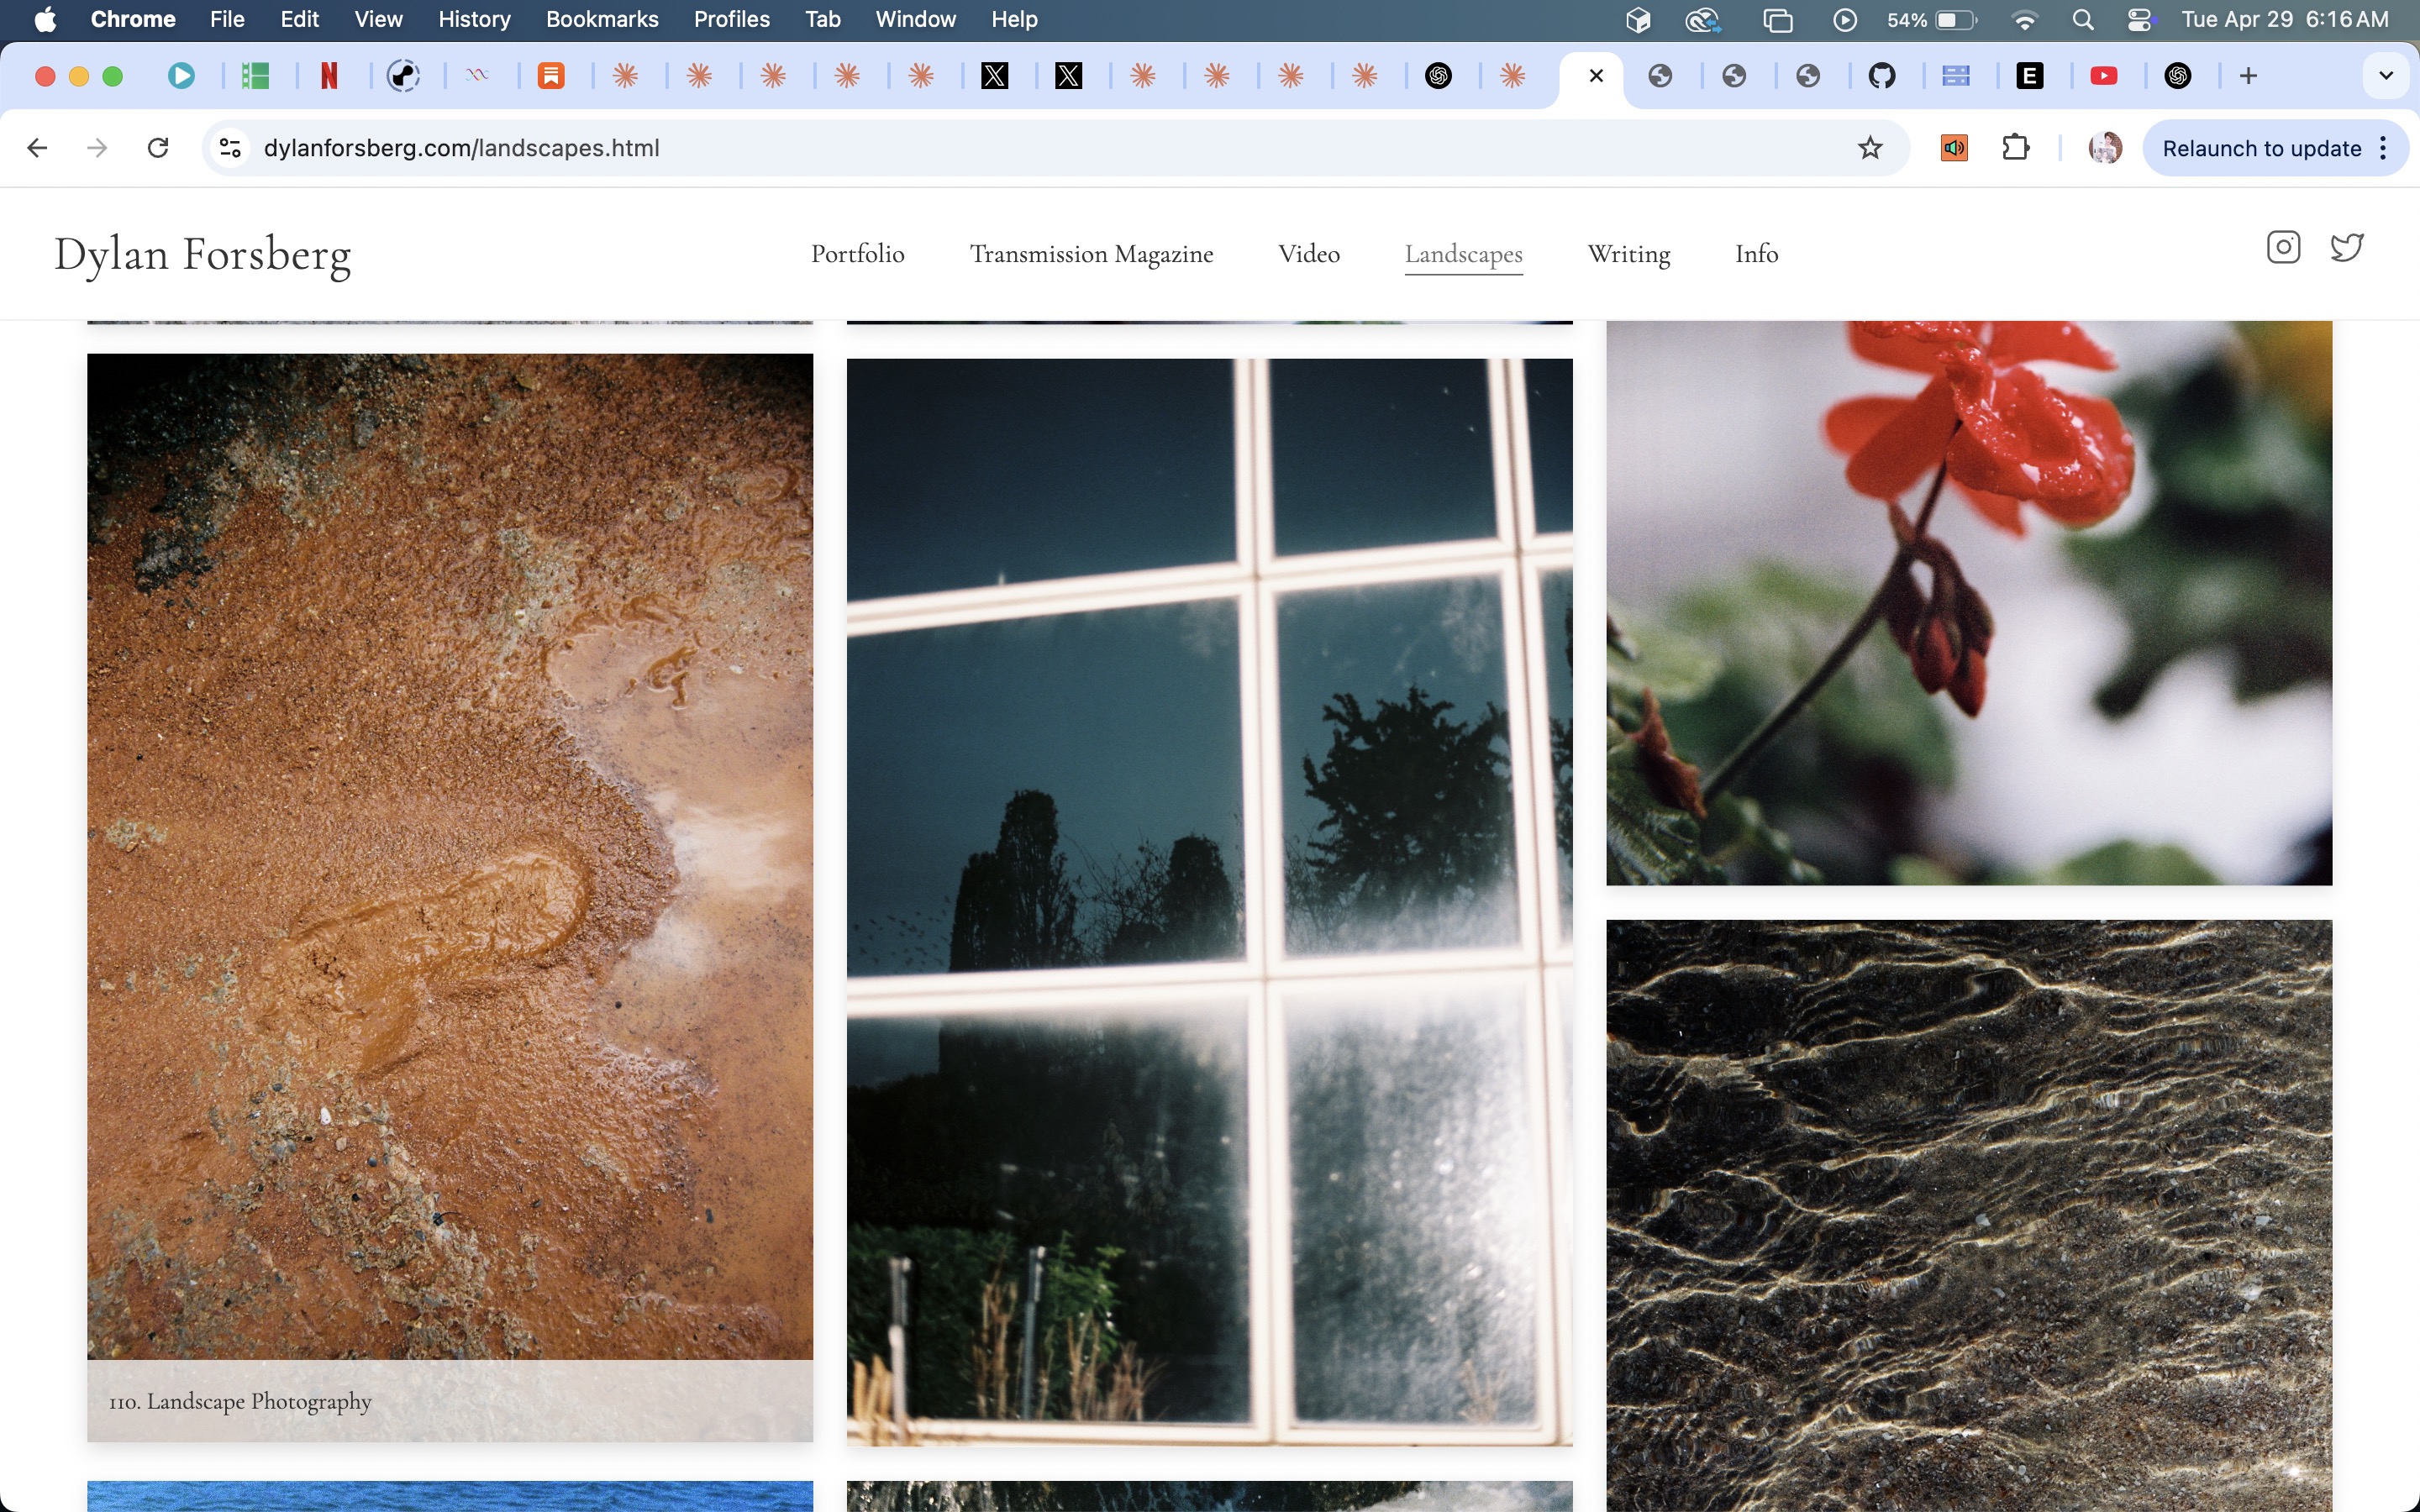 Chrome File Edit View History Bookmarks Profiles Tab Window Help 54% Tue Apr 29 6:16 AM
dylanforsberg.com/landscapes.html Relaunch to update
Dylan Forsberg Portfolio Transmission Magazine Video Landscapes Writing Info
110. Landscape Photography